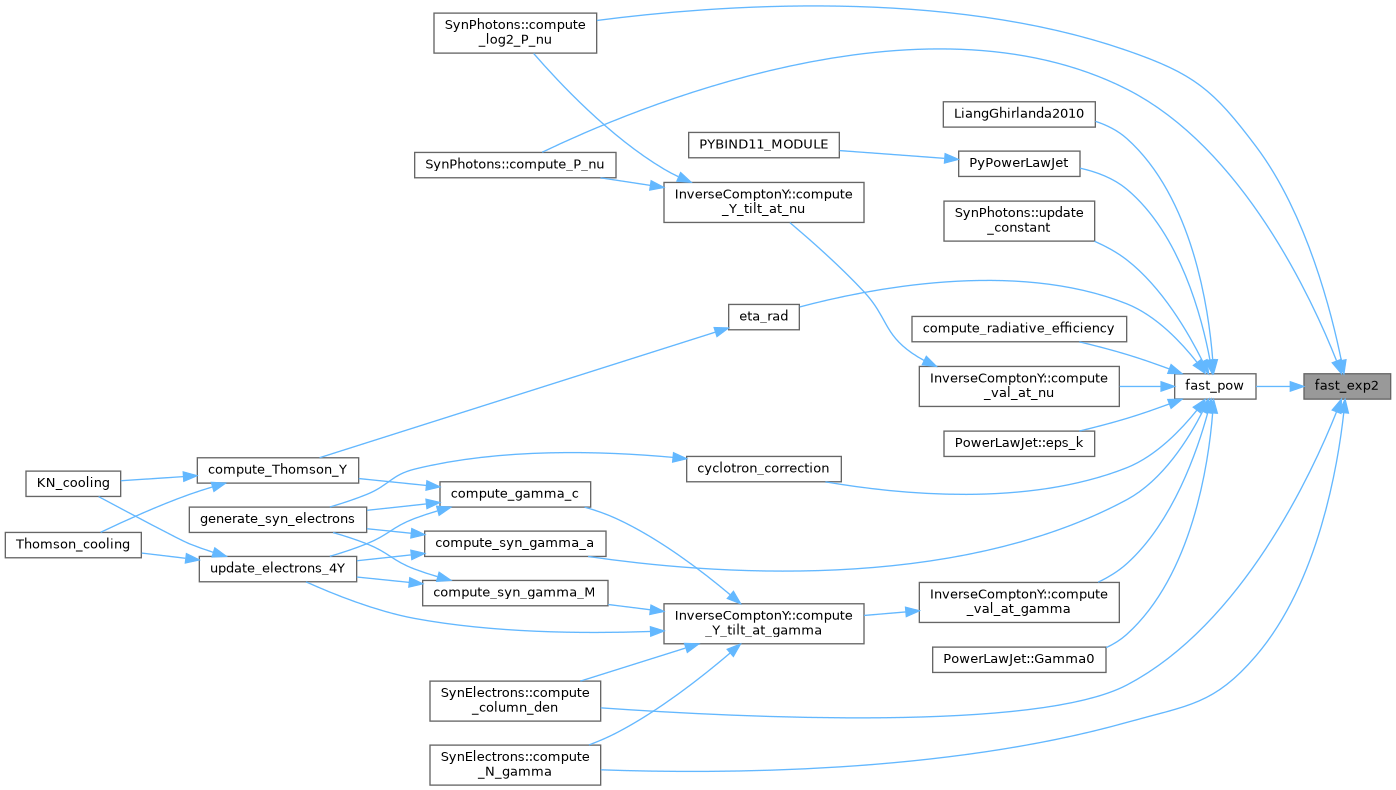 SynPhotons::compute
_log2_P_nu
LiangGhirlanda2010
PYBIND11_MODULE
SynPhotons::compute_P_nu
PyPowerLawJet
InverseComptonY::compute
_Y_tilt_at_nu
SynPhotons::update
_constant
eta_rad
compute_radiative_efficiency
InverseComptonY::compute
_val_at_nu
fast_pow
fast_exp2
PowerLawJet::eps_k
compute_Thomson_Y
cyclotron_correction
KN_cooling
compute_gamma_c
generate_syn_electrons
Thomson_cooling
compute_syn_gamma_a
update_electrons_4Y
compute_syn_gamma_M
InverseComptonY::compute
_val_at_gamma
InverseComptonY::compute
_Y_tilt_at_gamma
PowerLawJet::Gamma0
SynElectrons::compute
_column_den
SynElectrons::compute
_N_gamma